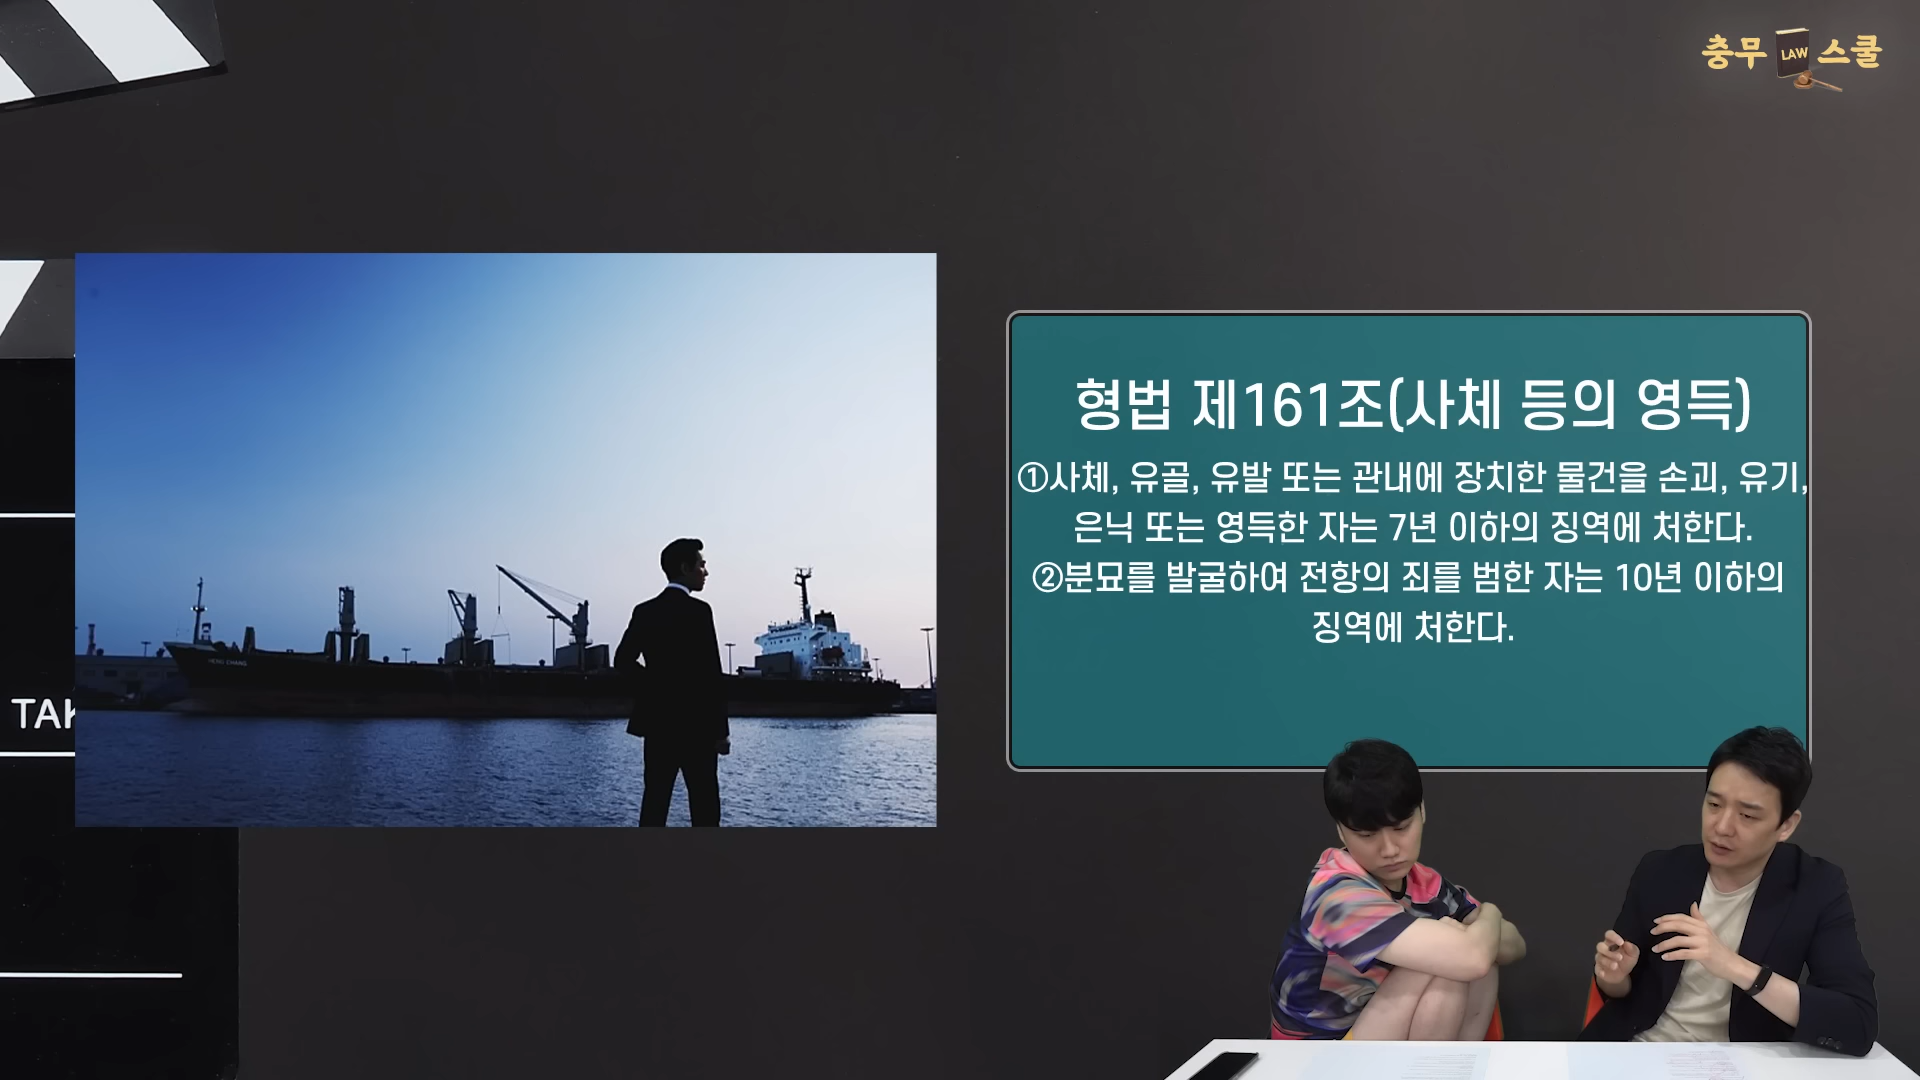 충무 LAW 스쿨
형법 제161조(사체 등의 영득)
①사체, 유골, 유발 또는 관내에 장치한 물건을 손괴, 유기,
은닉 또는 영득한 자는 7년 이하의 징역에 처한다.
②분묘를 발굴하여 전항의 죄를 범한 자는 10년 이하의
징역에 처한다.
HENG CHANG
TAK